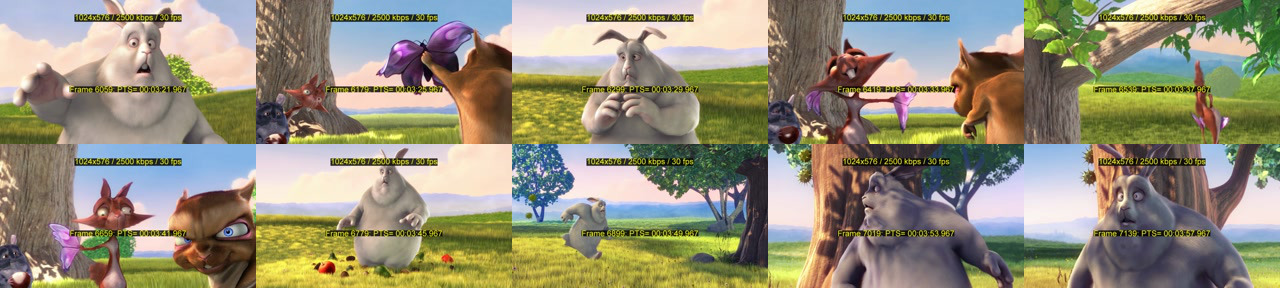 1024x576 / 2500 kbps / 30 fps
1024x576 / 2500 kbps / 30 fps
1024x576 / 2500 kbps / 30 fps
1024x576 / 2500 kbps / 30 fps
1024x576 / 2500 kbps / 30 fps
Frame 6059: PTS= 00:03:21.967
Frame 6179: PTS= 00:03:25.967
Frame 6299: PTS= 00:03:29.967
Frame 6419: PTS= 00:03:33.967
Frame 6539: PTS= 00:03:37.967
1024x576 / 2500 kbps / 30 fps
1024x576 / 2500 kbps / 30 fps
1024x576 / 2500 kbps / 30 fps
1024x576 / 2500 kbps / 30 fps
1024x576 / 2500 kbps / 30 fps
Frame 6659: PTS= 00:03:41.967
Frame 6779: PTS= 00:03:45.967
Frame 6899: PTS= 00:03:49.967
Frame 7019: PTS= 00:03:53.967
Frame 7139: PTS= 00:03:57.967